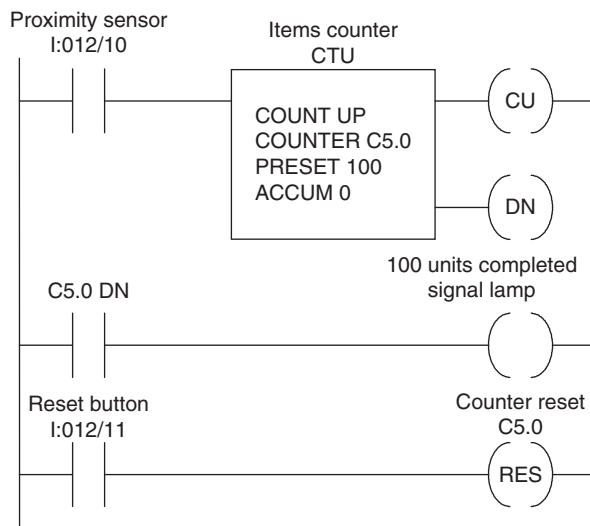 Proximity sensor
I:012/10
Items counter
CTU
COUNT UP
COUNTER C5.0
PRESET 100
ACCUM 0
CU
DN
100 units completed
signal lamp
C5.0 DN
Reset button
I:012/11
Counter reset
C5.0
RES